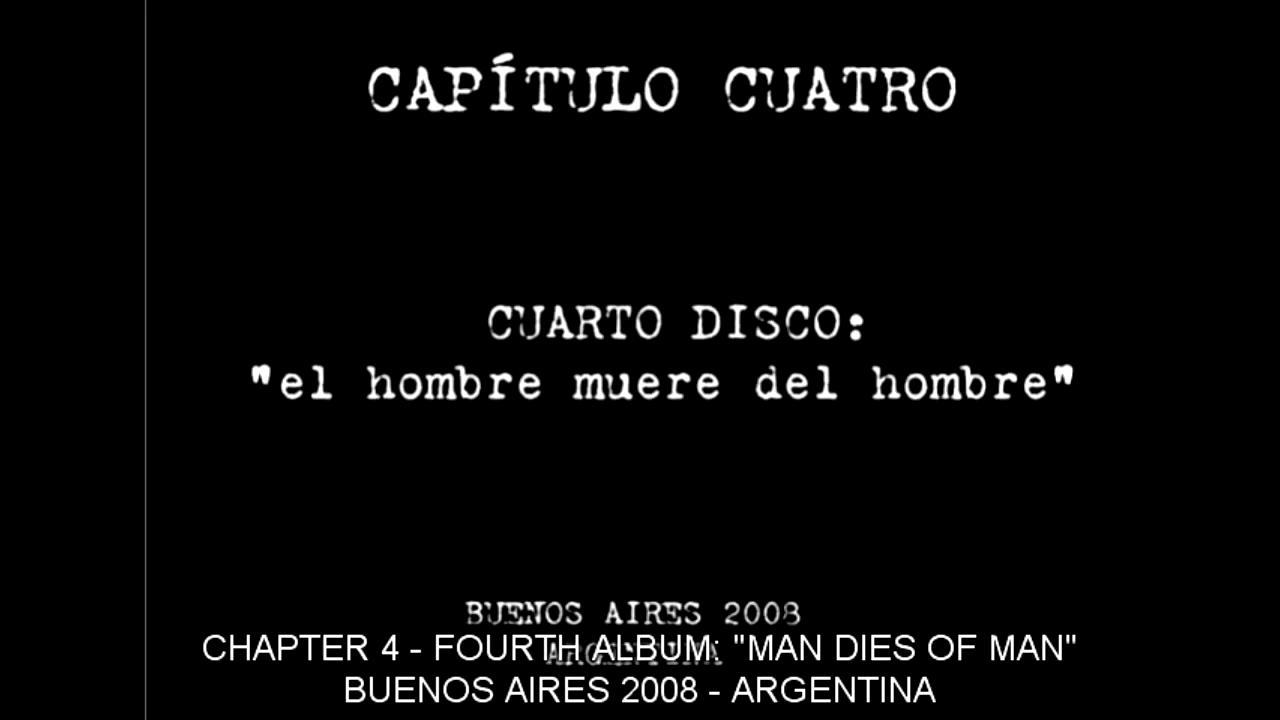 CAPÍTULO CUATRO
CUARTO DISCO:
"el hombre muere del hombre"
BUENOS AIRES 2008
ARGENTINA
CHAPTER 4 - FOURTH ALBUM: "MAN DIES OF MAN"
BUENOS AIRES 2008 - ARGENTINA